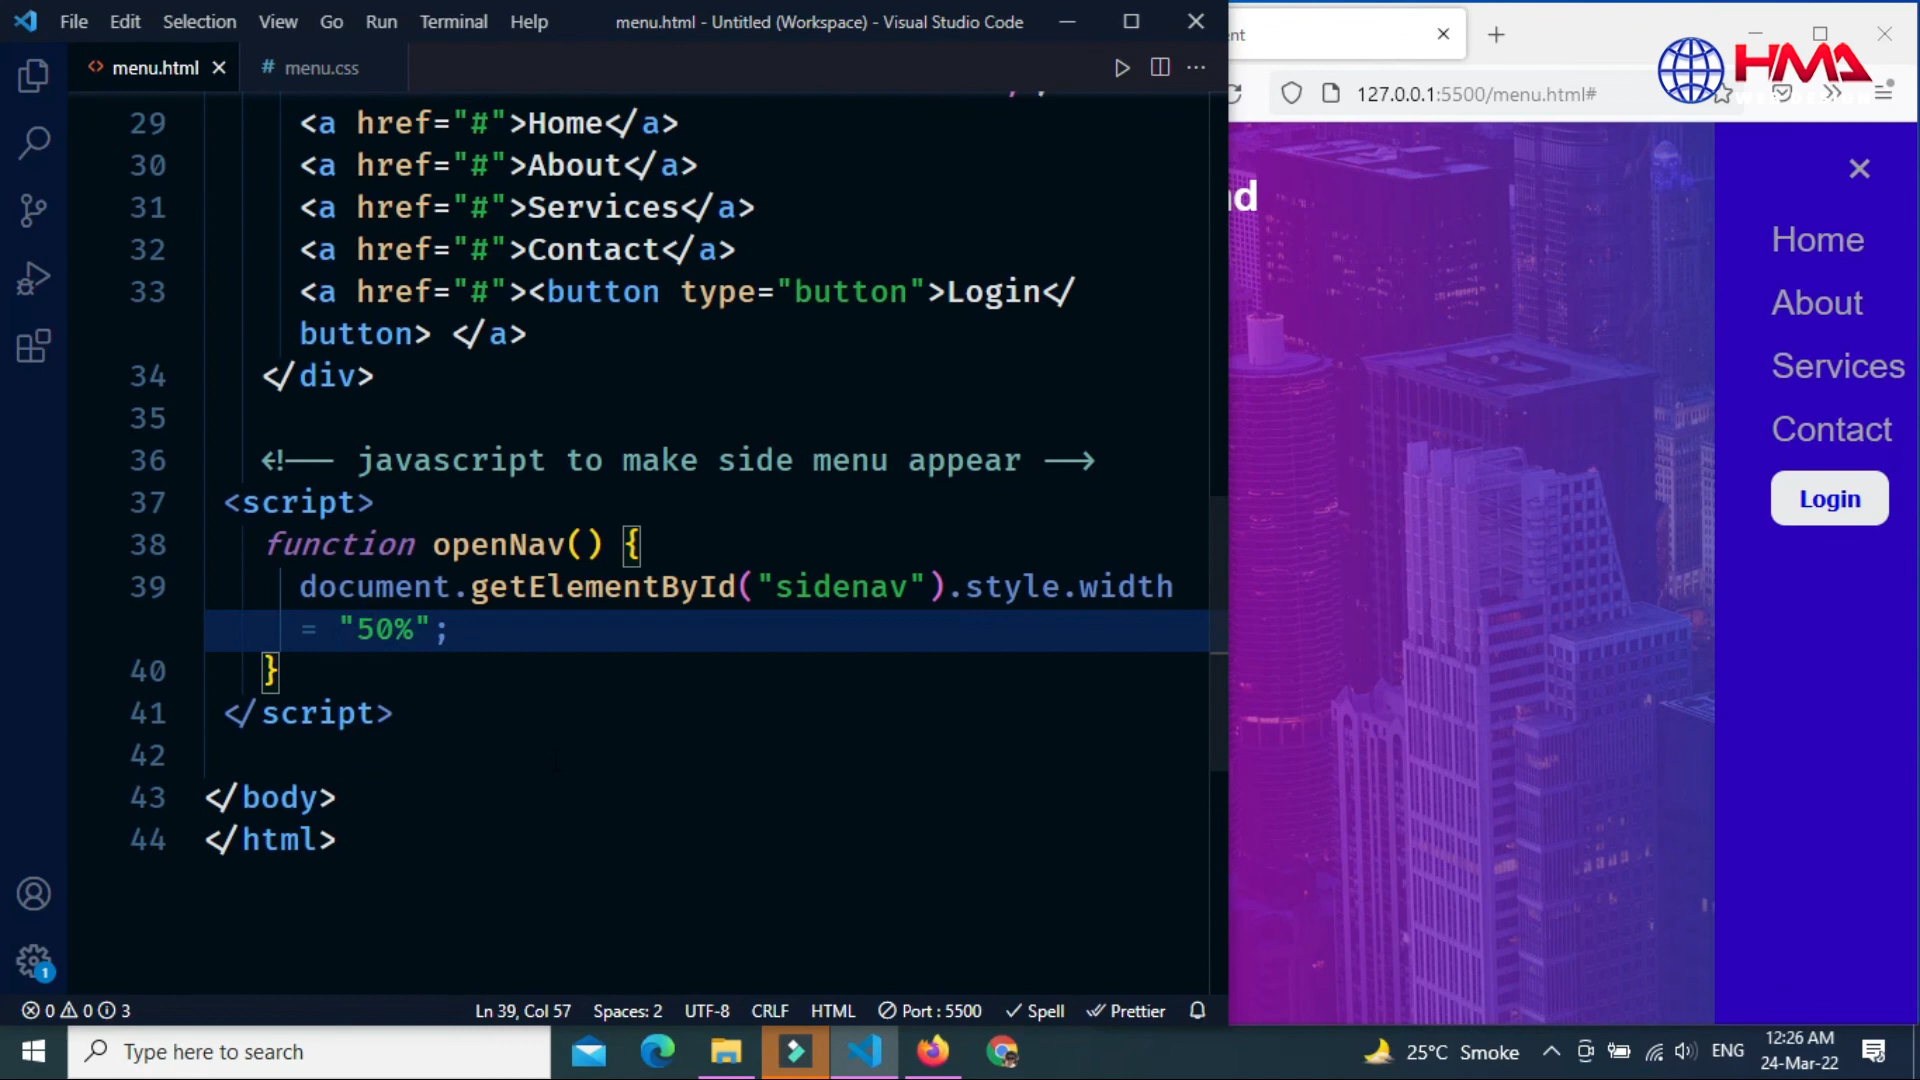 File Edit Selection View Go Run Terminal Help
menu.html - Untitled (Workspace) - Visual Studio Code
menu.html
# menu.css
29 <a href="#">Home</a>
30 <a href="#">About</a>
31 <a href="#">Services</a>
32 <a href="#">Contact</a>
33 <a href="#"><button type="button">Login</
button> </a>
34 </div>
35
36 <!-- javascript to make side menu appear -->
37 <script>
38 function openNav() {
39 document.getElementById("sidenav").style.width
= "50%";
40 }
41 </script>
42
43 </body>
44 </html>
1
0 0 3
Ln 39, Col 57 Spaces: 2 UTF-8 CRLF HTML Port : 5500 Spell Prettier
nt
HMA
127.0.0.1:5500/menu.html#
nd
×
Home
About
Services
Contact
Login
Type here to search
25°C Smoke
ENG
12:26 AM
24-Mar-22